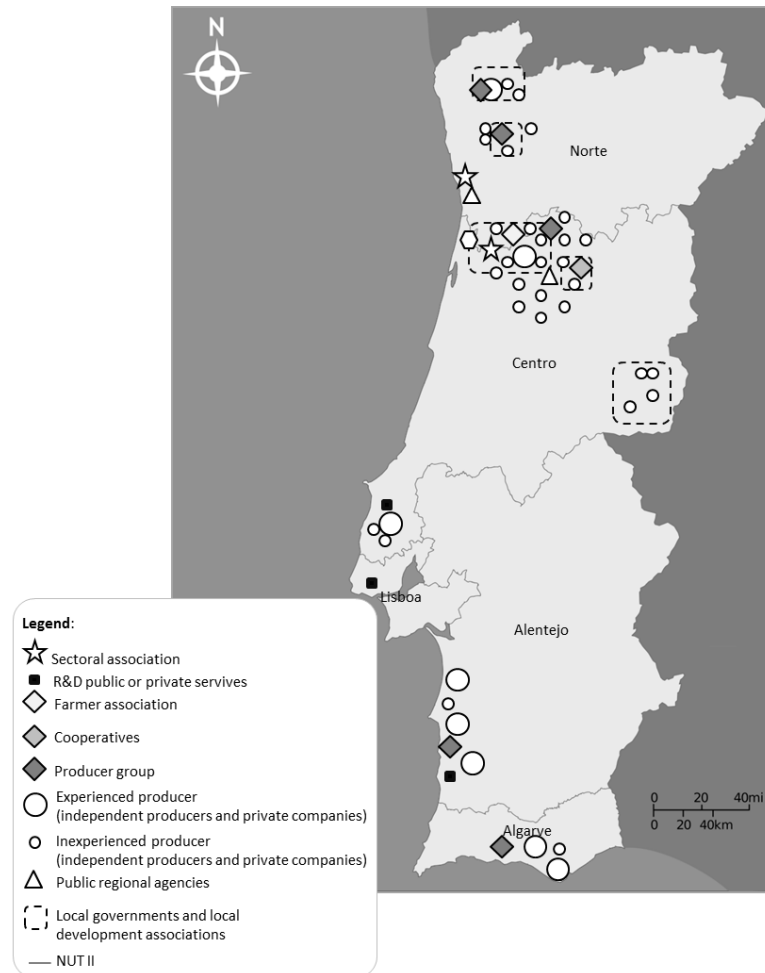 N
Norte
Centro
Lisboa
Alentejo
Algarve
0 20 40mi
0 20 40km
Legend:
Sectoral association
R&D public or private servives
Farmer association
Cooperatives
Producer group
Experienced producer
(independent producers and private companies)
Inexperienced producer
(independent producers and private companies)
Public regional agencies
Local governments and local
development associations
NUT II